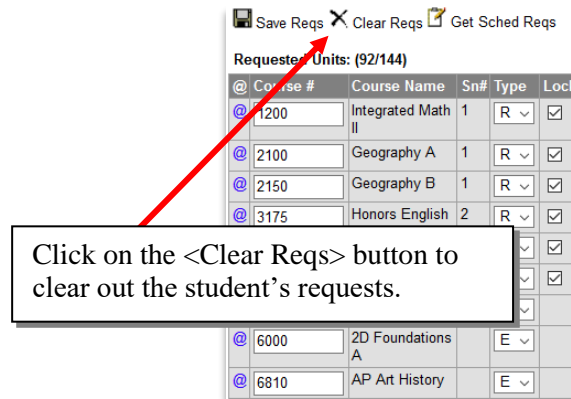 Save Reqs Clear Reqs Get Sched Reqs
Requested Units: (92/144)
@ Course # Course Name Sn# Type Lock
@ 1200 Integrated Math II 1 R
@ 2100 Geography A 1 R
@ 2150 Geography B 1 R
@ 3175 Honors English 2 R
Click on the <Clear Reqs> button to
clear out the student's requests.
@ 6000 2D Foundations A E
@ 6810 AP Art History E